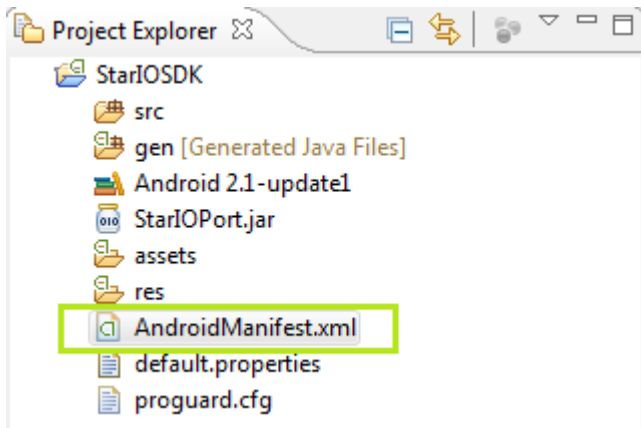 Project Explorer
StarIOSDK
src
gen [Generated Java Files]
Android 2.1-update1
StarIOPort.jar
assets
res
AndroidManifest.xml
default.properties
proguard.cfg